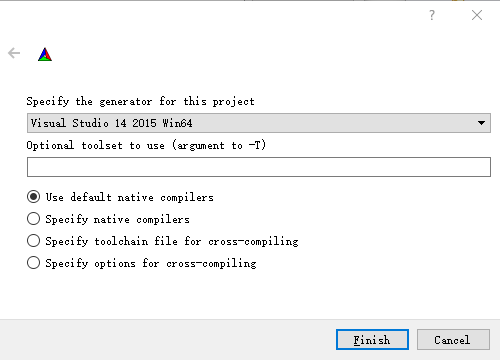 ?
Specify the generator for this project
Visual Studio 14 2015 Win64
Optional toolset to use (argument to -T)
Use default native compilers
Specify native compilers
Specify toolchain file for cross-compiling
Specify options for cross-compiling
Finish
Cancel